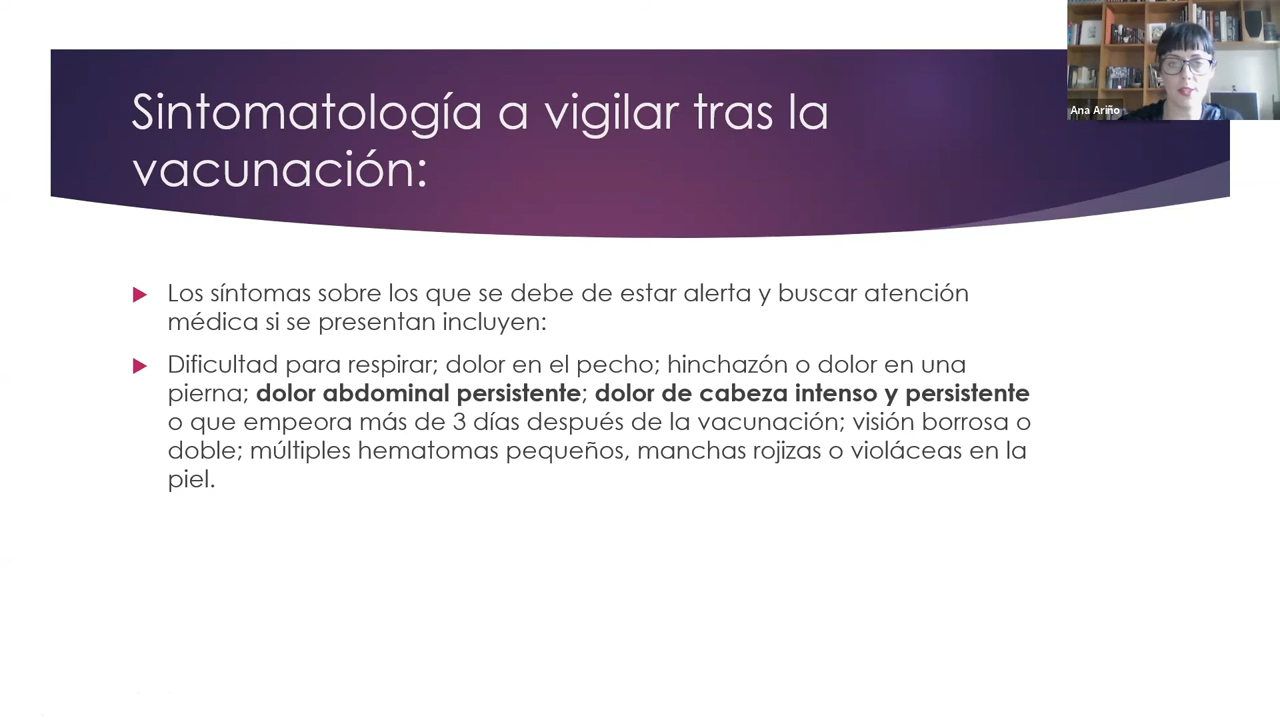 Sintomatología a vigilar tras la
vacunación:
Ana Ariño
Los síntomas sobre los que se debe de estar alerta y buscar atención
médica si se presentan incluyen:
Dificultad para respirar; dolor en el pecho; hinchazón o dolor en una
pierna; dolor abdominal persistente; dolor de cabeza intenso y persistente
o que empeora más de 3 días después de la vacunación; visión borrosa o
doble; múltiples hematomas pequeños, manchas rojizas o violáceas en la
piel.